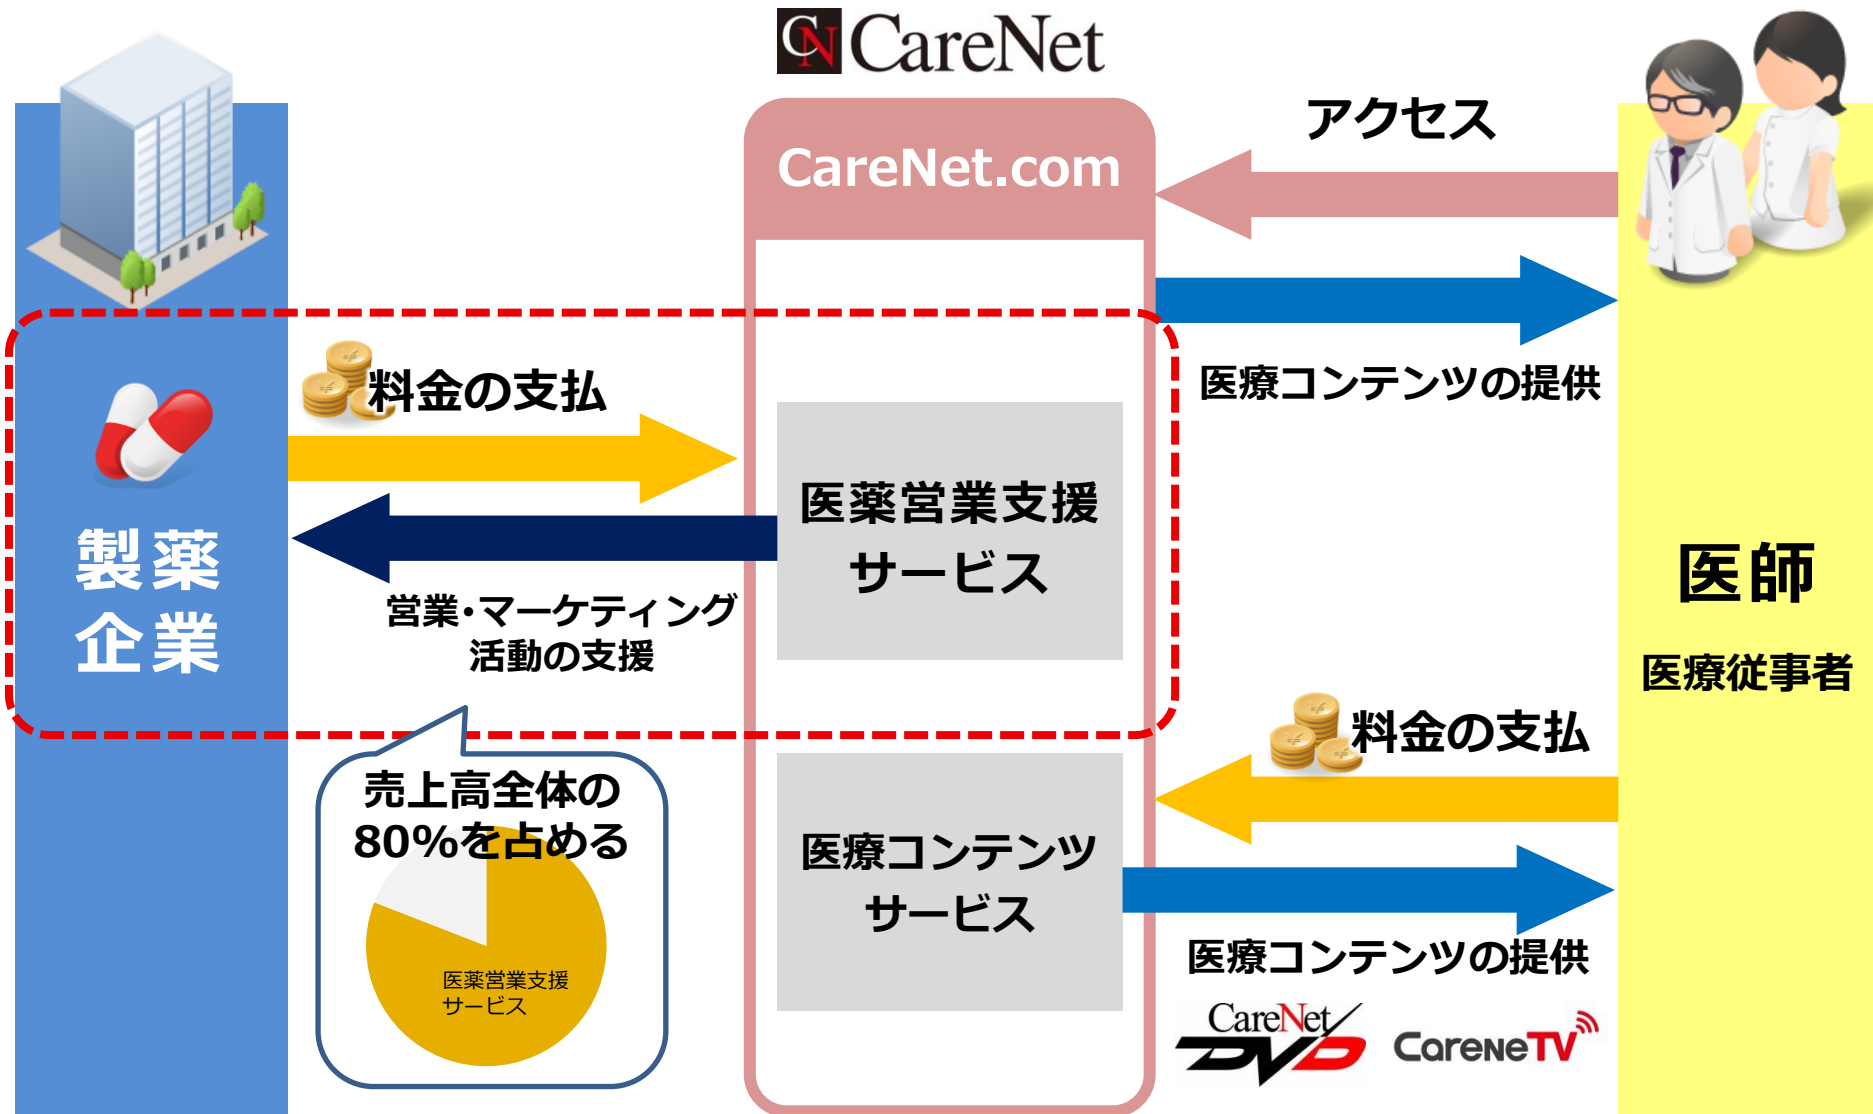 CN CareNet
CareNet.com
アクセス
医療コンテンツの提供
料金の支払
製薬
企業
医薬営業支援
サービス
営業・マーケティング
活動の支援
医師
医療従事者
料金の支払
売上高全体の
80%を占める
医薬営業支援
サービス
医療コンテンツ
サービス
医療コンテンツの提供
CareNet
DVD
CareNeTV